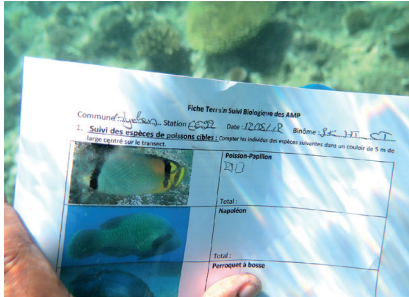 Fiche Terrain Suivi Biologique des AMP
Commune Station Date : Binôme :
1. Suivi des espèces de poissons cibles : Compter les individus des espèces suivantes dans un couloir de 5 m de
large centré sur le transect.
Poisson-Papillon
Total :
Napoléon
Total :
Perroquet à bosse